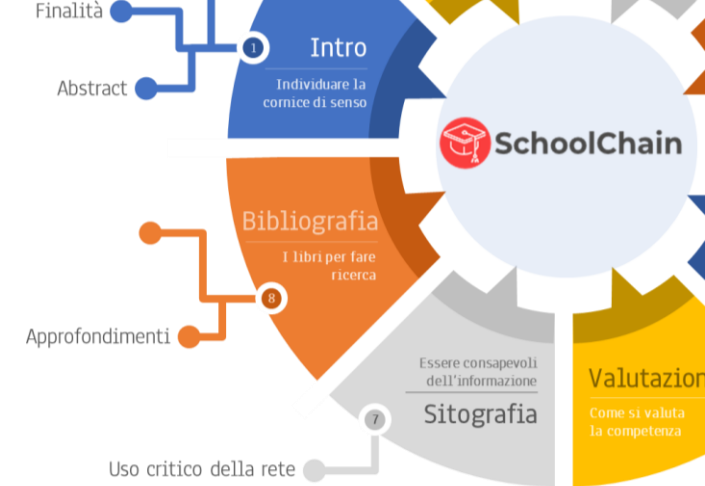 Finalità
1
Intro
Individuare la
cornice di senso
Abstract
SchoolChain
Bibliografia
I libri per fare
ricerca
8
Approfondimenti
Essere consapevoli
dell'informazione
Sitografia
7
Uso critico della rete
Valutazion
Come si valuta
la competenza